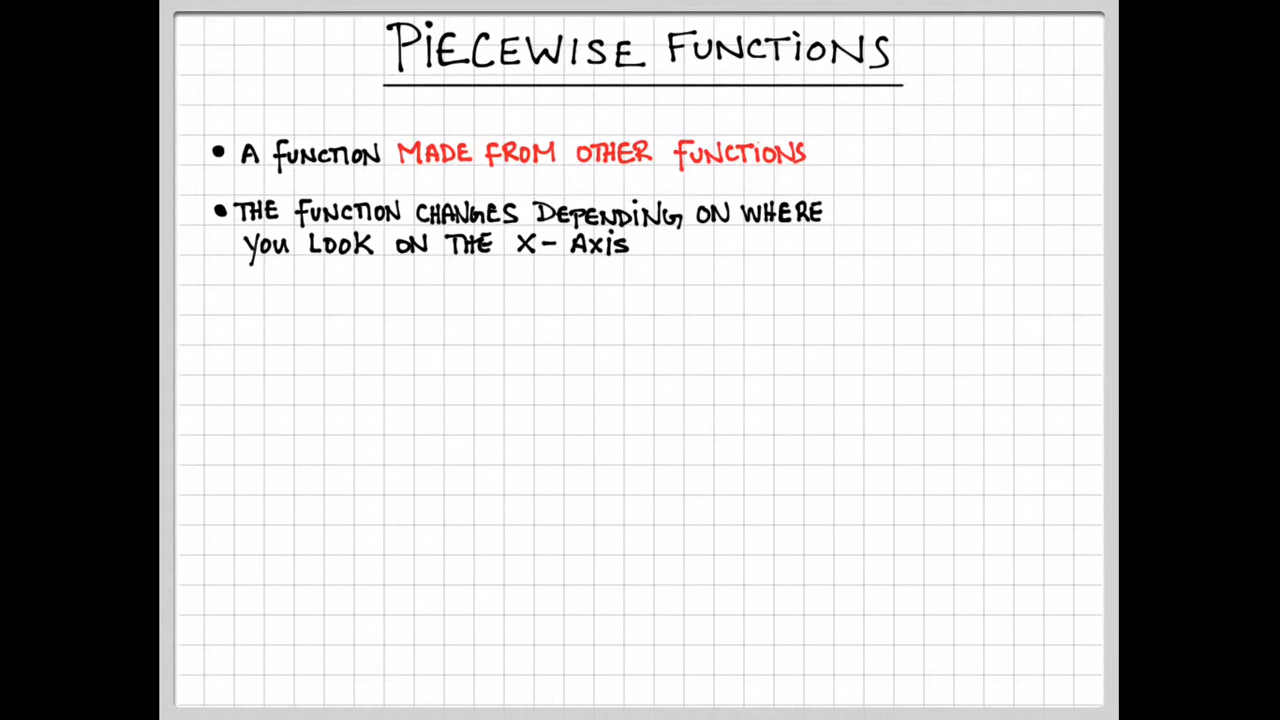 PiECEWISE FUNCTiONS
• A fUNCTION MADE fROM OTHER fUNCTiONS
• THE fUNCTION CHANGES DEPENDiNG ON WHERE
you LOOK ON THE X- AXiS